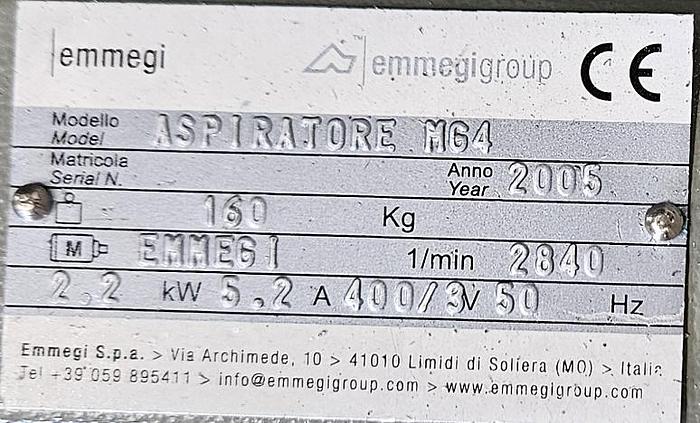 emmegi ™ emmegigroup CE
Modello
Model ASPIRATORE MG4
Matricola
Serial N. Anno
Year 2005
160 Kg
M EMMEGI 1/min 2840
2,2 kW 5,2 A 400/3V 50 Hz
Emmegi S.p.a. > Via Archimede, 10 > 41010 Limidi di Soliera (MO) > Italia
Tel +39 059 895411 > info@emmegigroup.com > www.emmegigroup.com